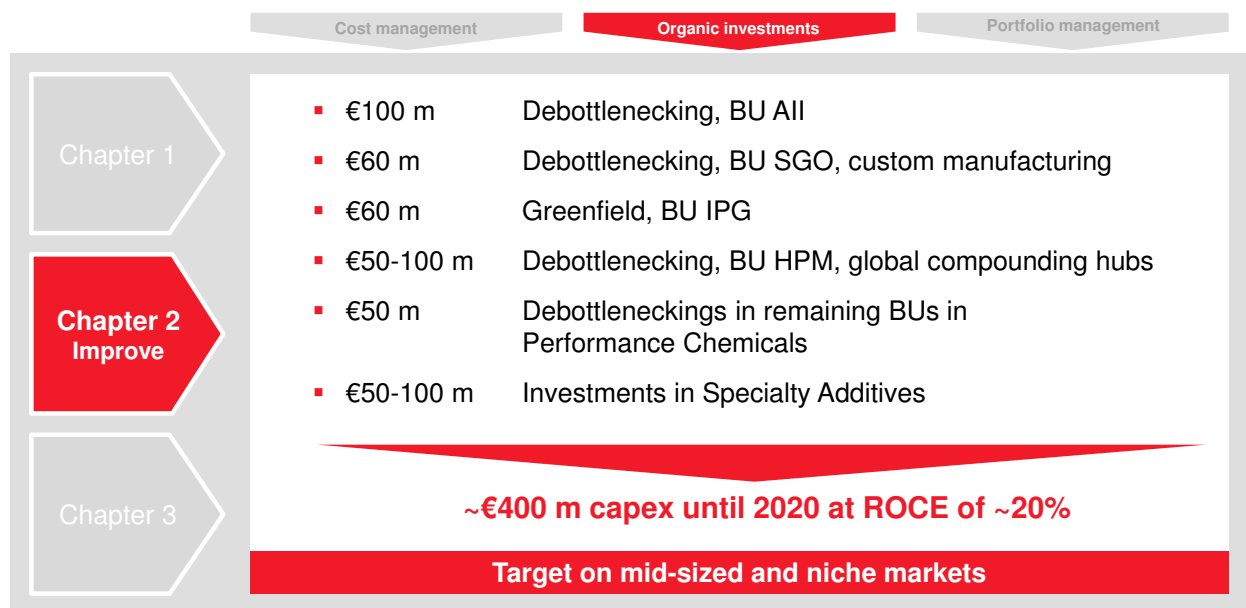 Cost management
Organic investments
Portfolio management
Chapter 1
Chapter 2
Improve
Chapter 3
▪ €100 m Debottlenecking, BU AII
▪ €60 m Debottlenecking, BU SGO, custom manufacturing
▪ €60 m Greenfield, BU IPG
▪ €50-100 m Debottlenecking, BU HPM, global compounding hubs
▪ €50 m Debottleneckings in remaining BUs in
Performance Chemicals
▪ €50-100 m Investments in Specialty Additives
~€400 m capex until 2020 at ROCE of ~20%
Target on mid-sized and niche markets